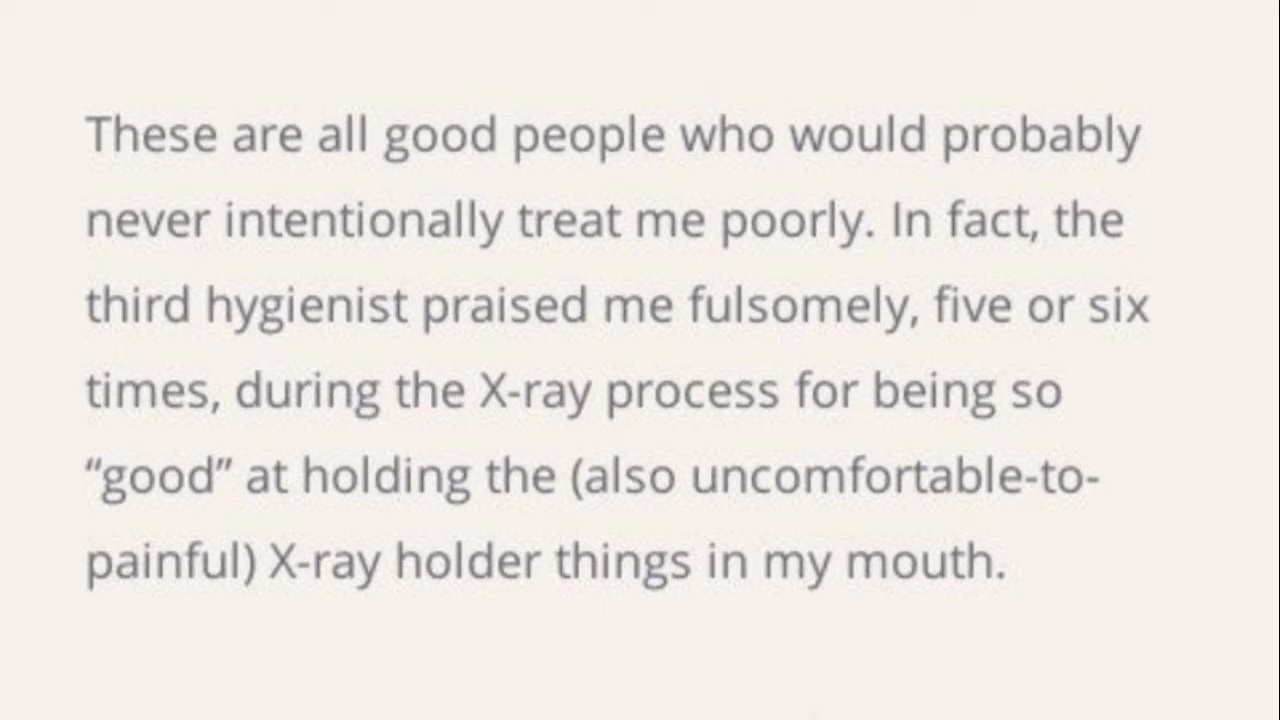 These are all good people who would probably
never intentionally treat me poorly. In fact, the
third hygienist praised me fulsomely, five or six
times, during the X-ray process for being so
“good” at holding the (also uncomfortable-to-
painful) X-ray holder things in my mouth.